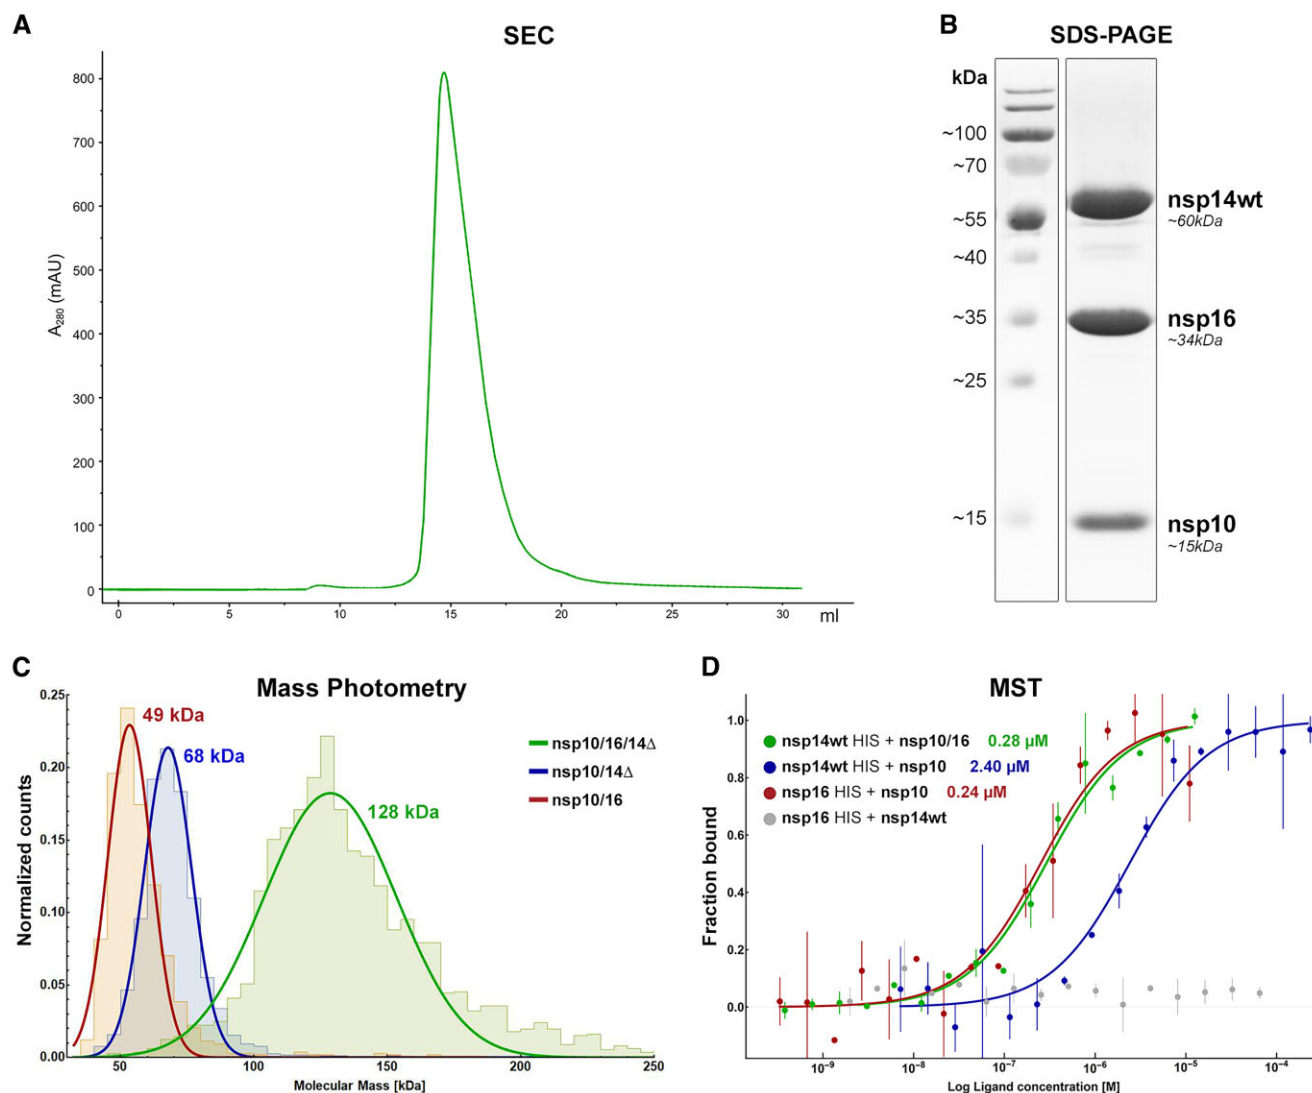 A
SEC
800
700
600
500
400
300
200
100
0
A280 (mAU)
0 5 10 15 20 25 30 ml
B
SDS-PAGE
kDa
~100
~70
~55
~40
~35
~25
~15
nsp14wt
~60kDa
nsp16
~34kDa
nsp10
~15kDa
C
Mass Photometry
0.25
0.20
0.15
0.10
0.05
0.00
Normalized counts
49 kDa
68 kDa
128 kDa
nsp10/16/14Δ
nsp10/14Δ
nsp10/16
50 100 150 200 250
Molecular Mass [kDa]
D
MST
1.0
0.8
0.6
0.4
0.2
0.0
Fraction bound
nsp14wt HIS + nsp10/16 0.28 µM
nsp14wt HIS + nsp10 2.40 µM
nsp16 HIS + nsp10 0.24 µM
nsp16 HIS + nsp14wt
10⁻⁹ 10⁻⁸ 10⁻⁷ 10⁻⁶ 10⁻⁵ 10⁻⁴
Log Ligand concentration [M]